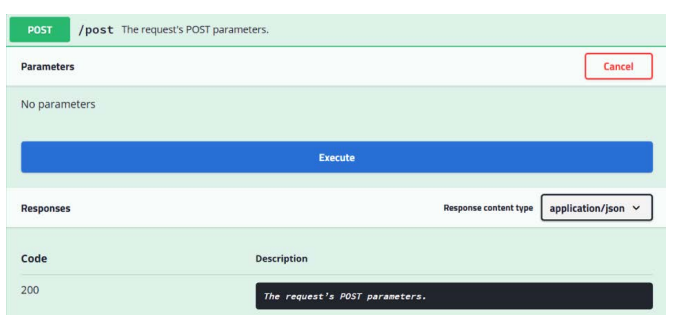 POST /post The request's POST parameters.
Parameters Cancel
No parameters
Execute
Responses Response content type application/json
Code Description
200 The request's POST parameters.